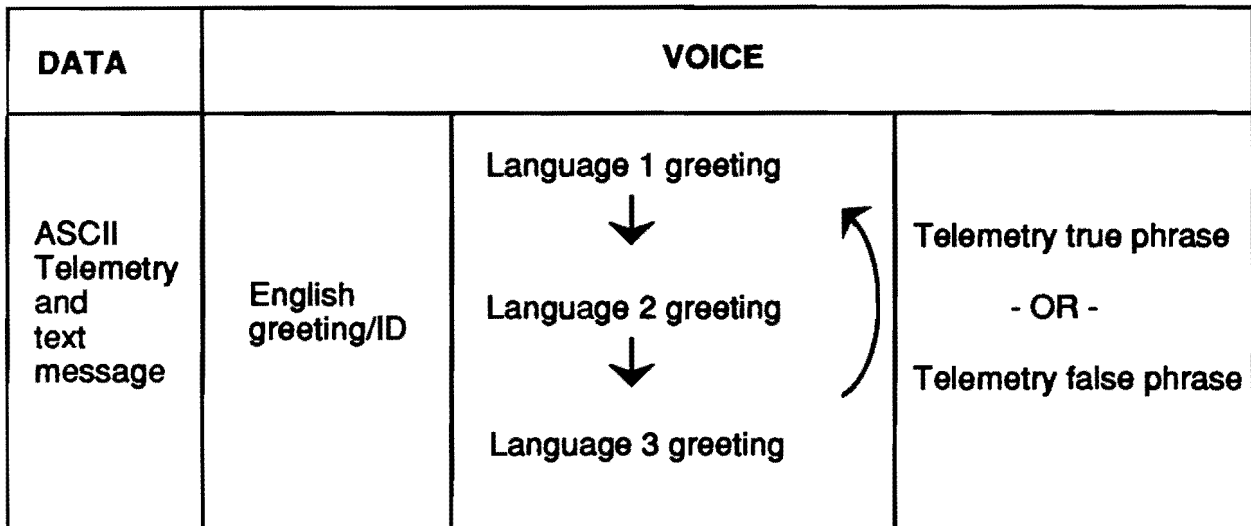 DATA
VOICE
ASCII
Telemetry
and
text
message
English
greeting/ID
Language 1 greeting
Language 2 greeting
Language 3 greeting
Telemetry true phrase
- OR -
Telemetry false phrase